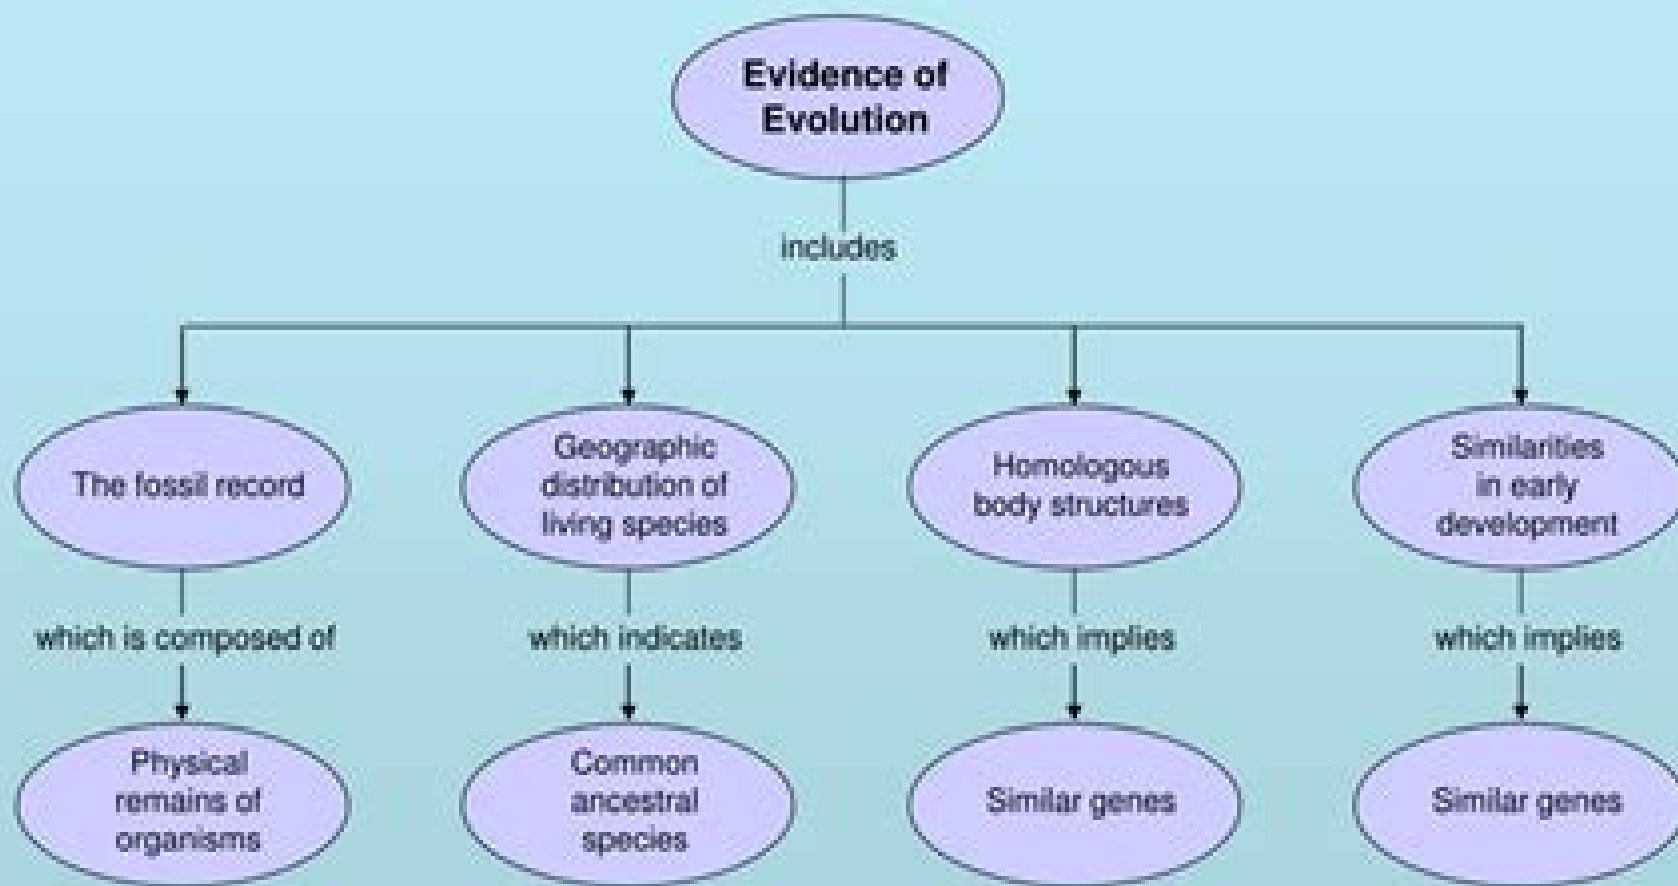 Evidence of
Evolution
includes
The fossil record
Geographic
distribution of
living species
Homologous
body structures
Similarities
in early
development
which is composed of
which indicates
which implies
which implies
Physical
remains of
organisms
Common
ancestral
species
Similar genes
Similar genes